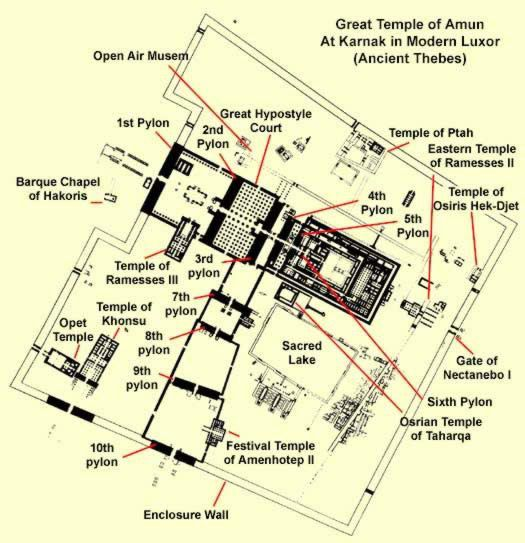 Great Temple of Amun
At Karnak in Modern Luxor
(Ancient Thebes)
Open Air Musem
1st Pylon
2nd
Pylon
Great Hypostyle
Court
Temple of Ptah
Eastern Temple
of Ramesses II
Barque Chapel
of Hakoris
4th
Pylon
5th
Pylon
Temple of
Osiris Hek-Djet
Temple of
Ramesses III
3rd
pylon
7th
pylon
Temple of
Khonsu
Opet
Temple
8th
pylon
9th
pylon
Sacred
Lake
Gate of
Nectanebo I
Sixth Pylon
Osrian Temple
of Taharqa
10th
pylon
Festival Temple
of Amenhotep II
Enclosure Wall